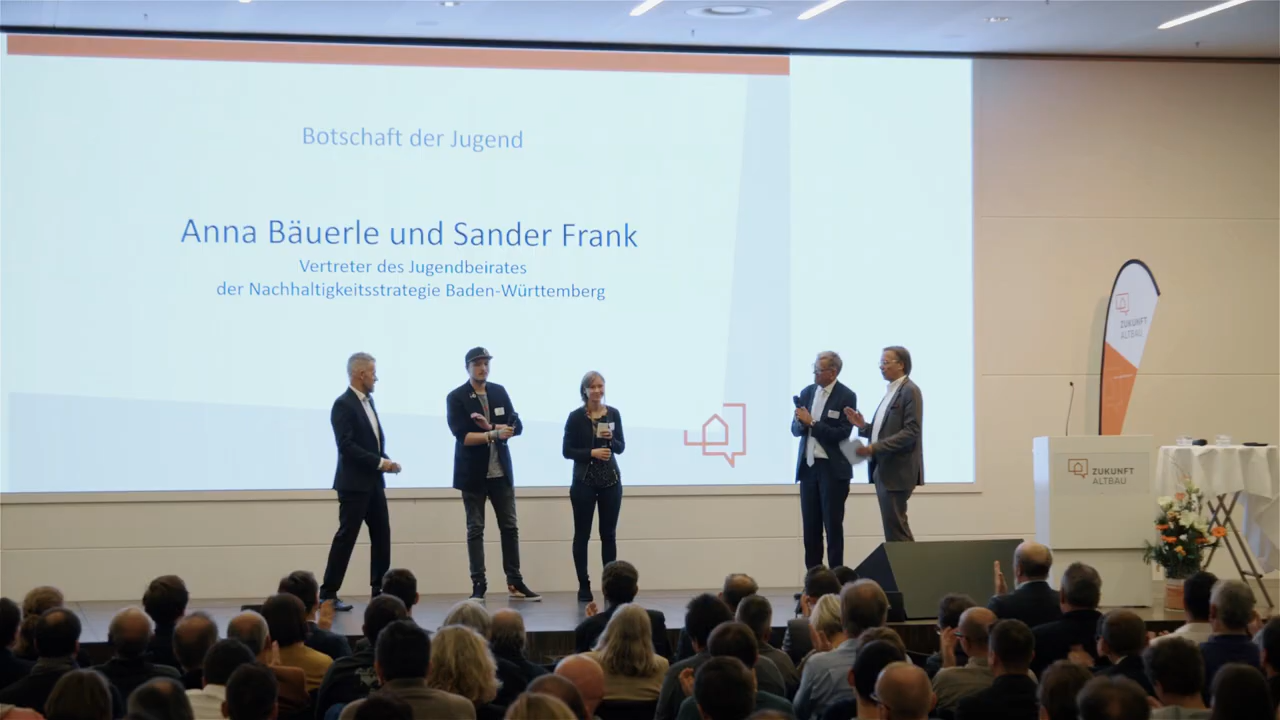 Botschaft der Jugend
Anna Bäuerle und Sander Frank
Vertreter des Jugendbeirates
der Nachhaltigkeitsstrategie Baden-Württemberg
ZUKUNFT
ALTBAU
ZUKUNFT
ALTBAU